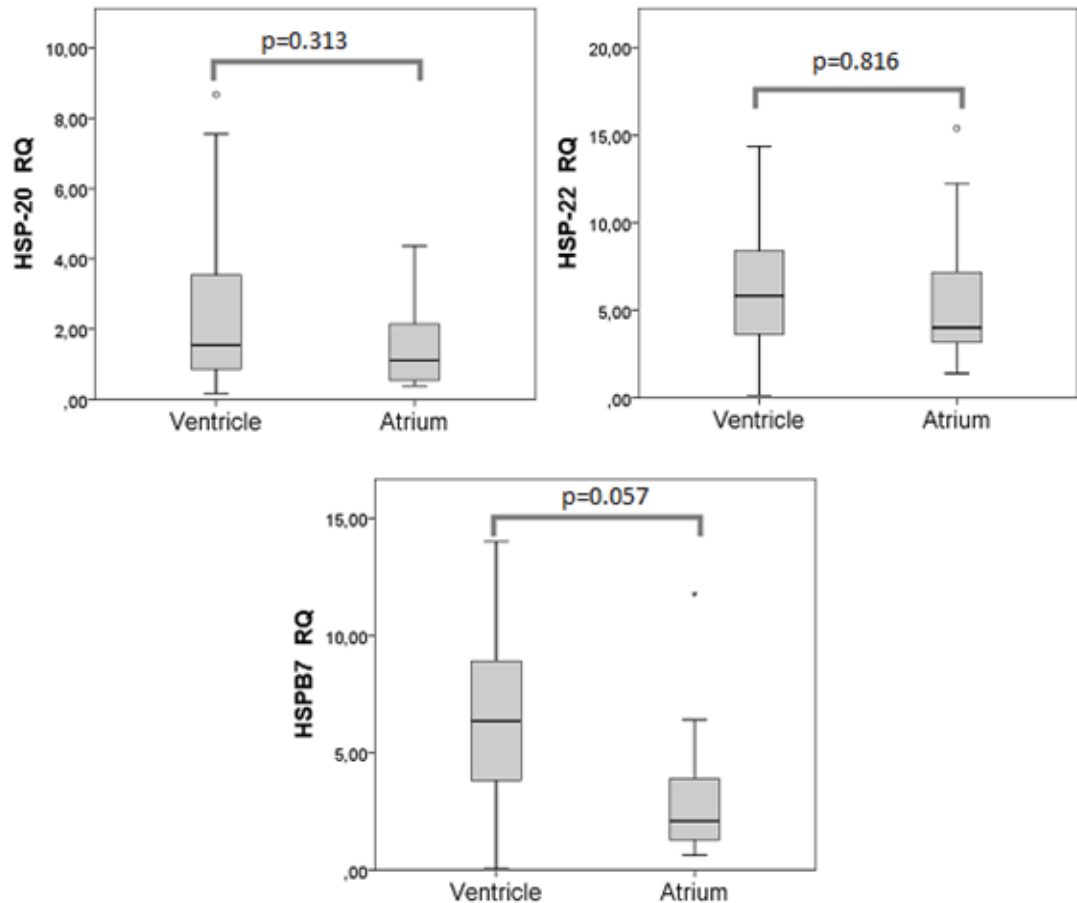 p=0.313
10,00
8,00
6,00
4,00
2,00
,00
HSP-20 RQ
Ventricle
Atrium
p=0.816
20,00
15,00
10,00
5,00
,00
HSP-22 RQ
Ventricle
Atrium
p=0.057
15,00
10,00
5,00
,00
HSPB7 RQ
Ventricle
Atrium